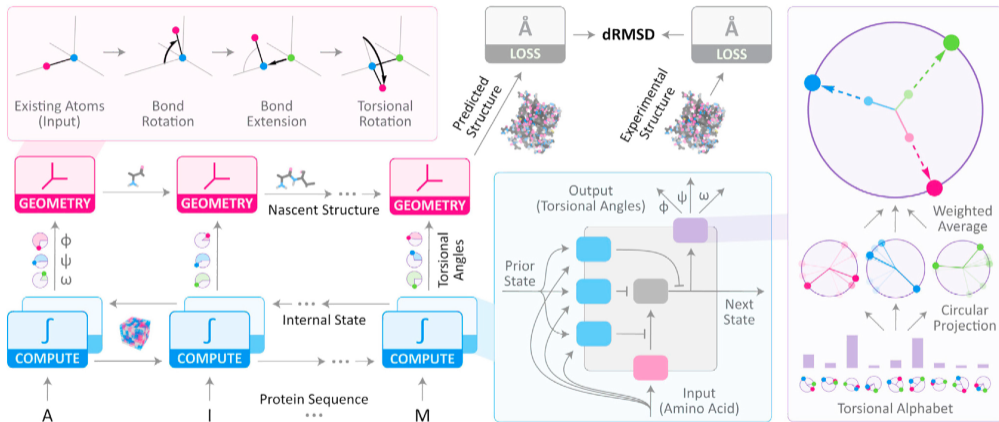 Existing Atoms
(Input)
Bond
Rotation
Bond
Extension
Torsional
Rotation
Å
LOSS
dRMSD
Å
LOSS
Predicted
Structure
Experimental
Structure
GEOMETRY
GEOMETRY
Nascent Structure
...
GEOMETRY
ϕ
ψ
ω
Torsional
Angles
∫
COMPUTE
∫
COMPUTE
...
Internal State
...
∫
COMPUTE
A
I
Protein Sequence
...
M
Output
(Torsional Angles)
ϕ
ψ
ω
Prior
State
Next
State
Input
(Amino Acid)
Weighted
Average
Circular
Projection
Torsional Alphabet